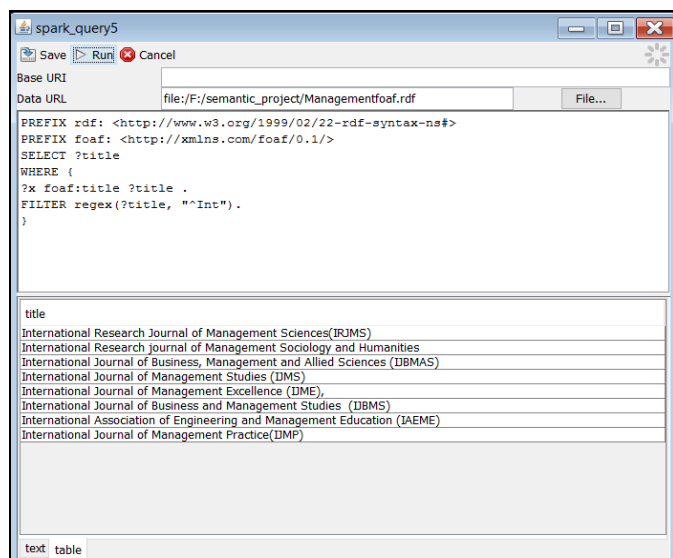 spark_query5
Save Run Cancel
Base URI
Data URL file:/F:/semantic_project/Managementfoaf.rdf File...
PREFIX rdf: <http://www.w3.org/1999/02/22-rdf-syntax-ns#>
PREFIX foaf: <http://xmlns.com/foaf/0.1/>
SELECT ?title
WHERE {
?x foaf:title ?title .
FILTER regex(?title, "^Int").
}
title
International Research Journal of Management Sciences(IRJMS)
International Research journal of Management Sociology and Humanities
International Journal of Business, Management and Allied Sciences (IJBMAS)
International Journal of Management Studies (IJMS)
International Journal of Management Excellence (IJME),
International Journal of Business and Management Studies  (IJBMS)
International Association of Engineering and Management Education (IAEME)
International Journal of Management Practice(IJMP)
text table